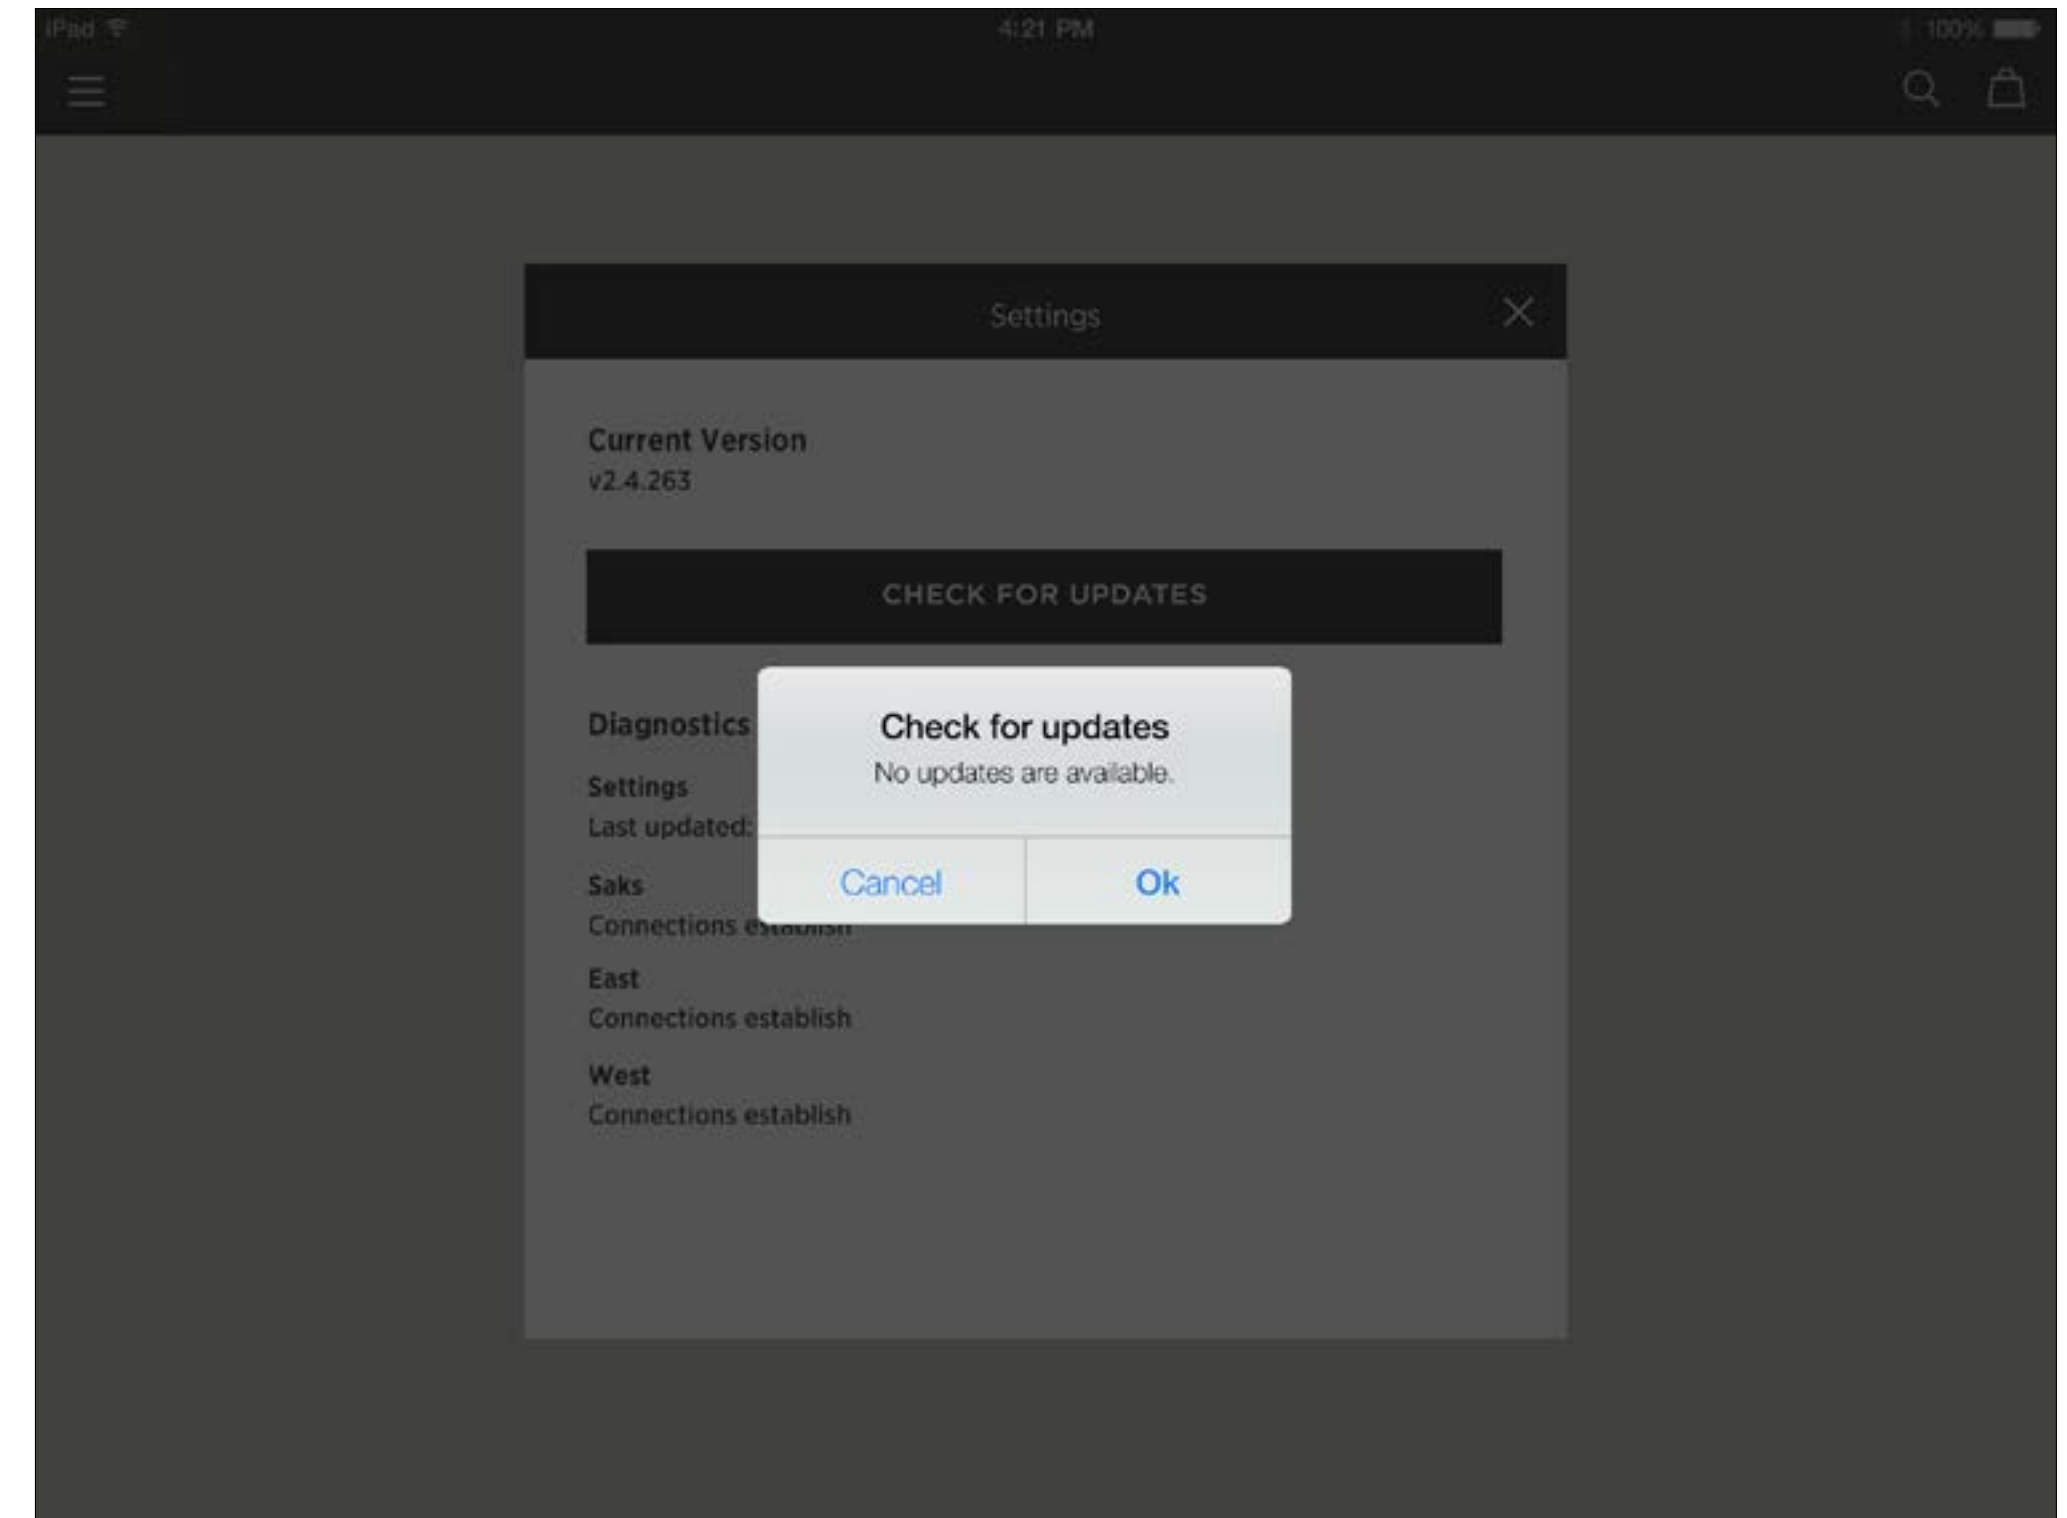 iPad
4:21 PM
100%
Settings
Current Version
v2.4.263
CHECK FOR UPDATES
Diagnostics
Check for updates
No updates are available.
Settings
Last updated:
Cancel
Ok
Saks
Connections establish
East
Connections establish
West
Connections establish